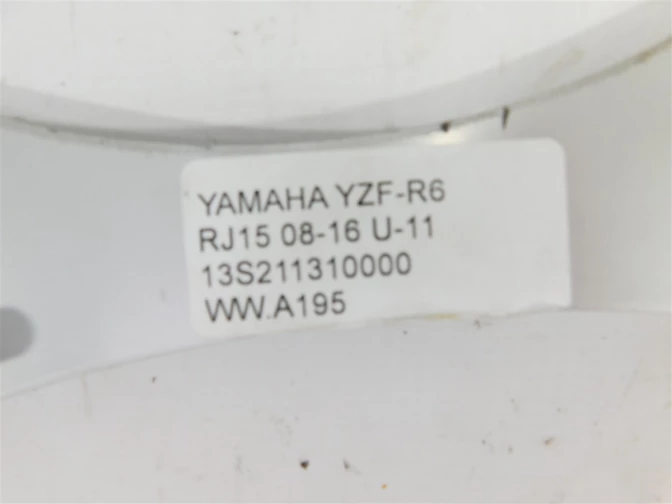 YAMAHA YZF-R6
RJ15 08-16 U-11
13S211310000
WW.A195